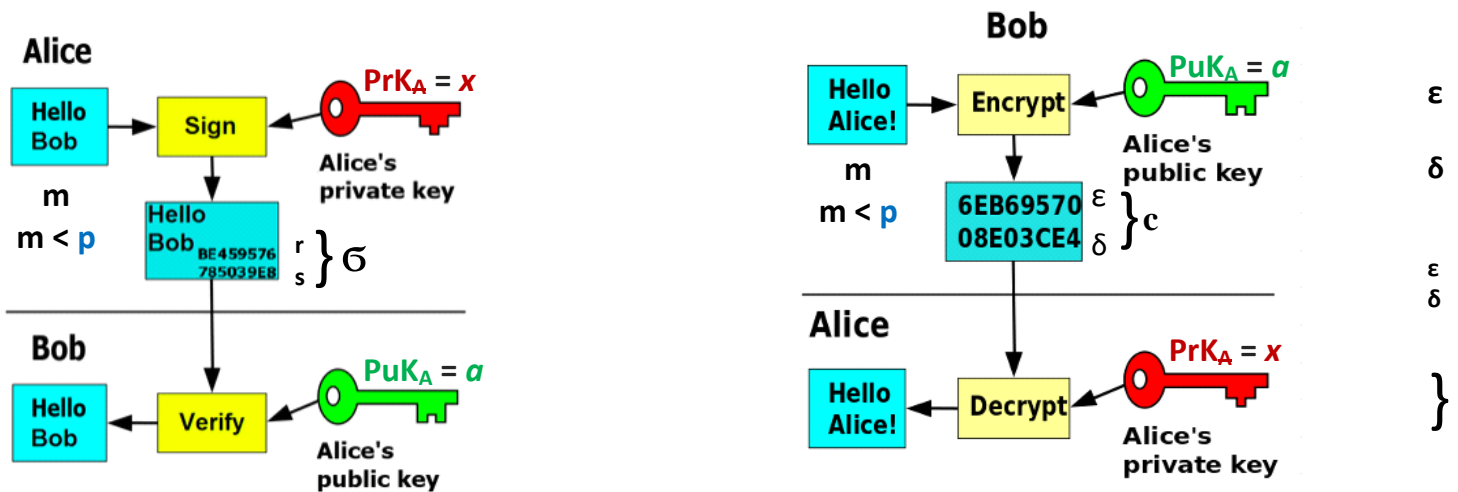 Alice
PrKA = x
Hello
Bob
Sign
Alice's
private key
m
m < p
Hello
Bob
BE459576
785039E8
r
s
} б
Bob
PuKA = a
Hello
Bob
Verify
Alice's
public key
Bob
PuKA = a
Hello
Alice!
Encrypt
Alice's
public key
m
m < p
6EB69570 ε
08E03CE4 δ
} c
Alice
PrKA = x
Hello
Alice!
Decrypt
Alice's
private key
ε
δ
ε
δ
}